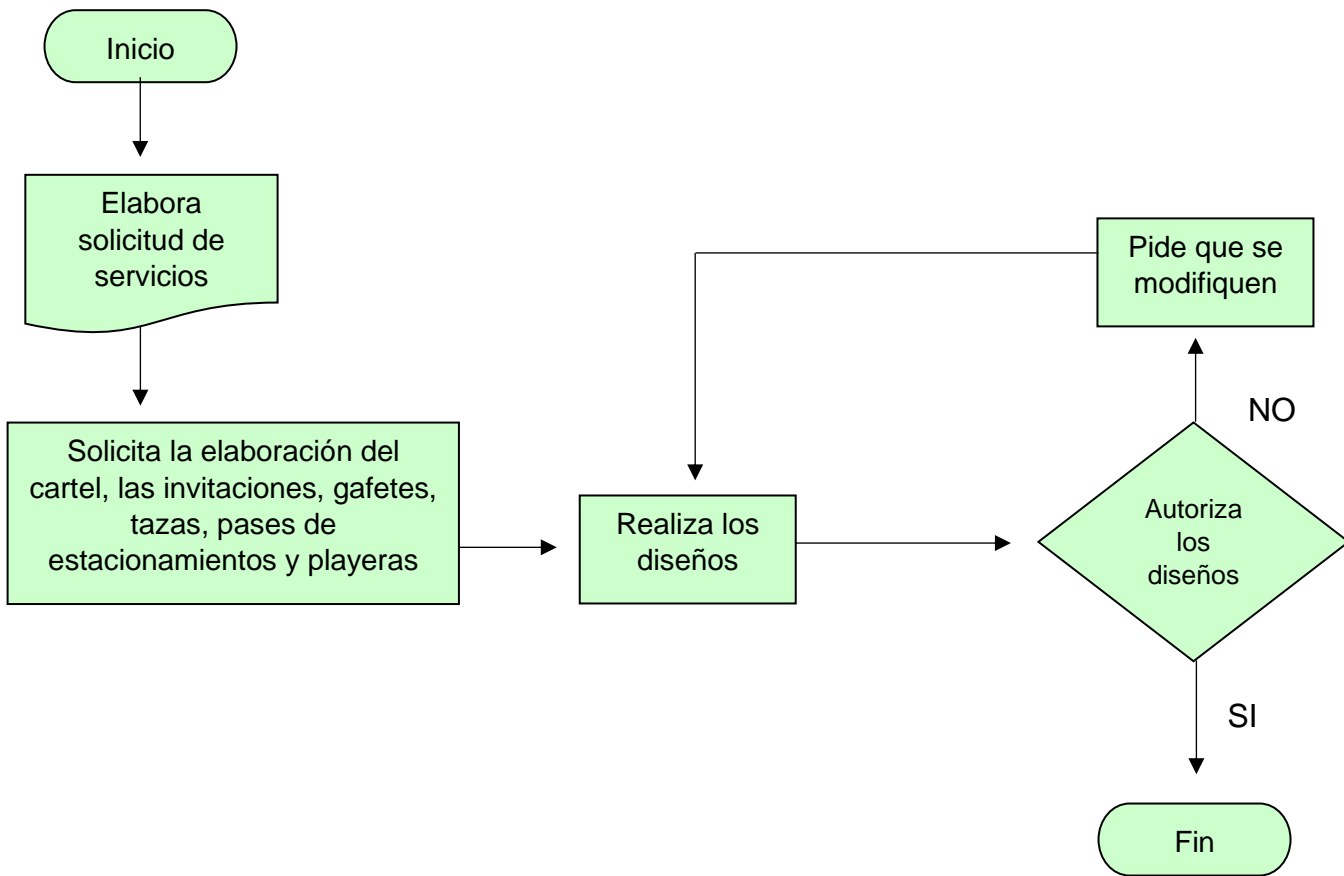 Inicio
Elabora
solicitud de
servicios
Solicita la elaboración del
cartel, las invitaciones, gafetes,
tazas, pases de
estacionamientos y playeras
Realiza los
diseños
Autoriza
los
diseños
NO
Pide que se
modifiquen
SI
Fin